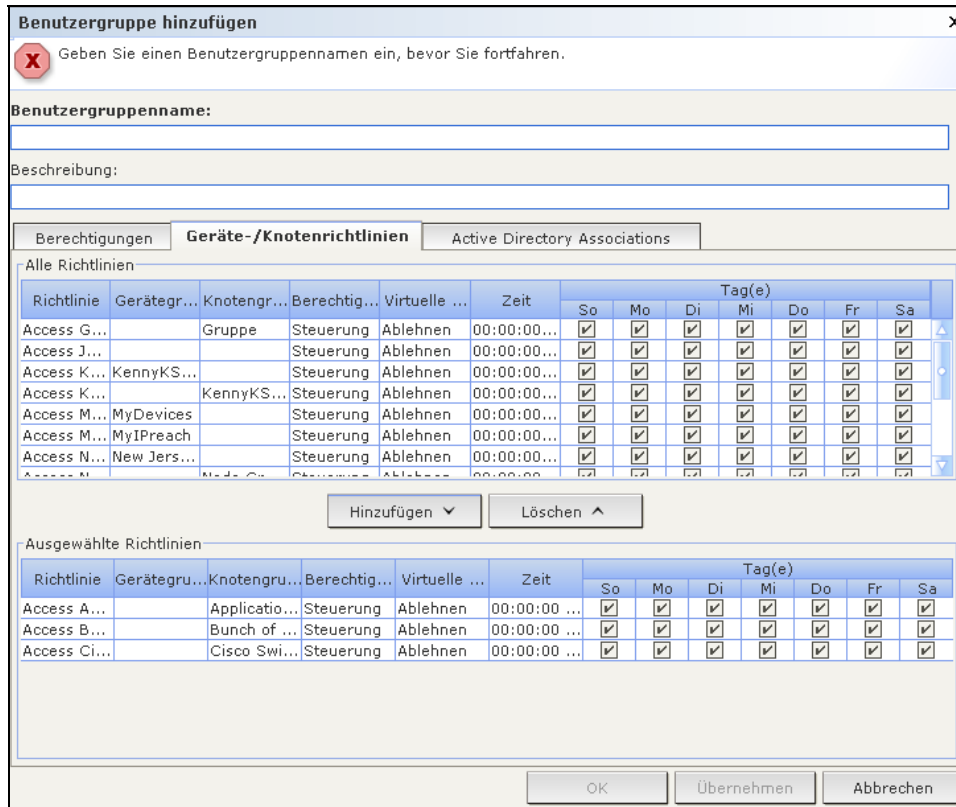 Benutzergruppe hinzufügen
Geben Sie einen Benutzergruppennamen ein, bevor Sie fortfahren.
Benutzergruppenname:
Beschreibung:
Berechtigungen Geräte-/Knotenrichtlinien Active Directory Associations
Alle Richtlinien
Richtlinie Gerätegr... Knotengr... Berechtig... Virtuelle ... Zeit Tag(e)
So Mo Di Mi Do Fr Sa
Access G... Gruppe Steuerung Ablehnen 00:00:00...
Access J... Steuerung Ablehnen 00:00:00...
Access K... KennyKS... Steuerung Ablehnen 00:00:00...
Access K... KennyKS... Steuerung Ablehnen 00:00:00...
Access M... MyDevices Steuerung Ablehnen 00:00:00...
Access M... MyIPreach Steuerung Ablehnen 00:00:00...
Access N... New Jers... Steuerung Ablehnen 00:00:00...
Hinzufügen Löschen
Ausgewählte Richtlinien
Richtlinie Gerätegru... Knotengru... Berechtig... Virtuelle ... Zeit Tag(e)
So Mo Di Mi Do Fr Sa
Access A... Applicatio... Steuerung Ablehnen 00:00:00 ...
Access B... Bunch of ... Steuerung Ablehnen 00:00:00 ...
Access Ci... Cisco Swi... Steuerung Ablehnen 00:00:00 ...
OK Übernehmen Abbrechen